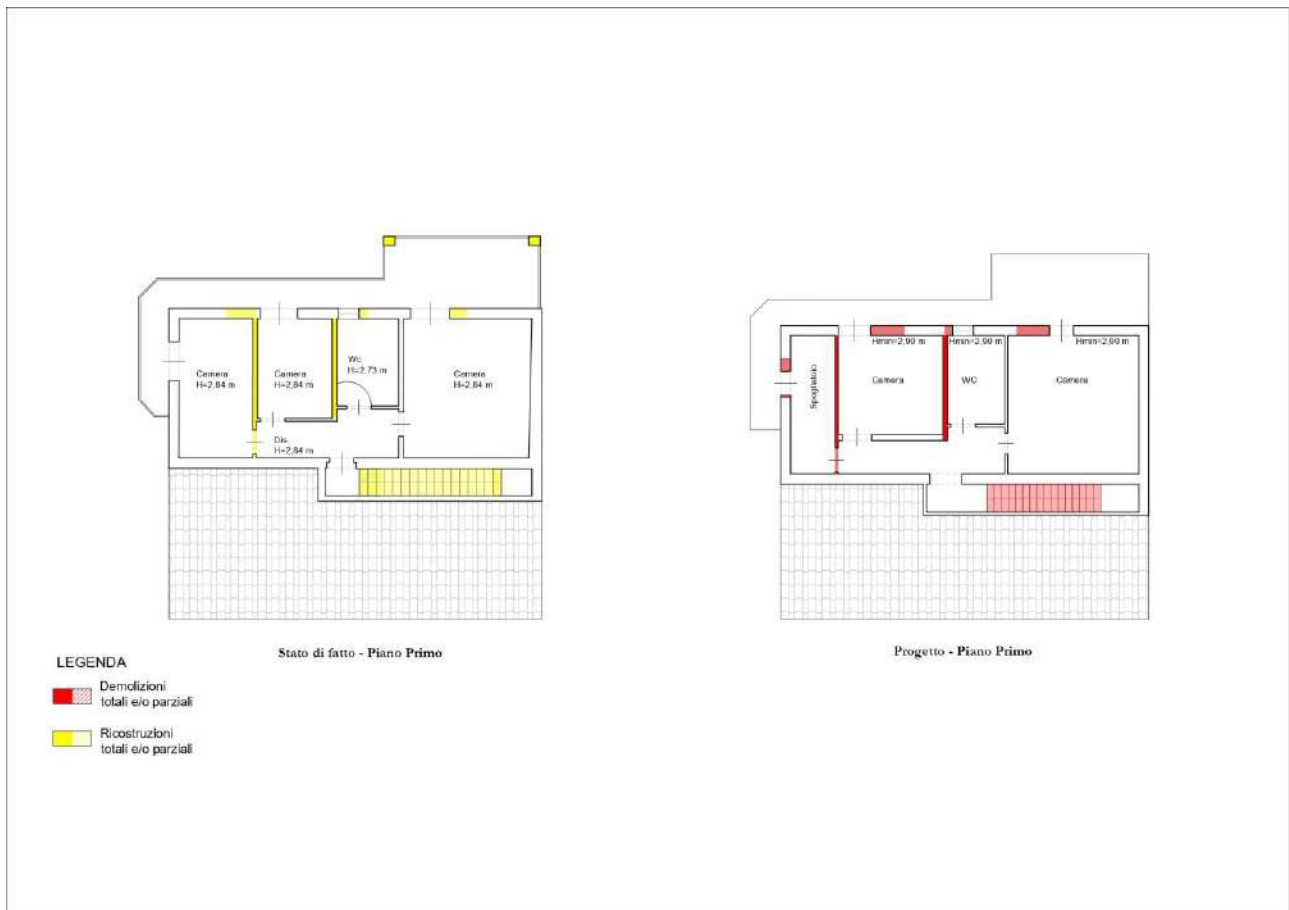 Camera
H=2,84 m
Camera
H=2,84 m
Wc
H=2,73 m
Camera
H=2,84 m
Dis.
H=2,84 m
Stato di fatto - Piano Primo
Hmin=2,90 m
Hmin=2,90 m
Hmin=2,90 m
Spogliatoio
Camera
WC
Camera
Progetto - Piano Primo
LEGENDA
Demolizioni
totali e/o parziali
Ricostruzioni
totali e/o parziali